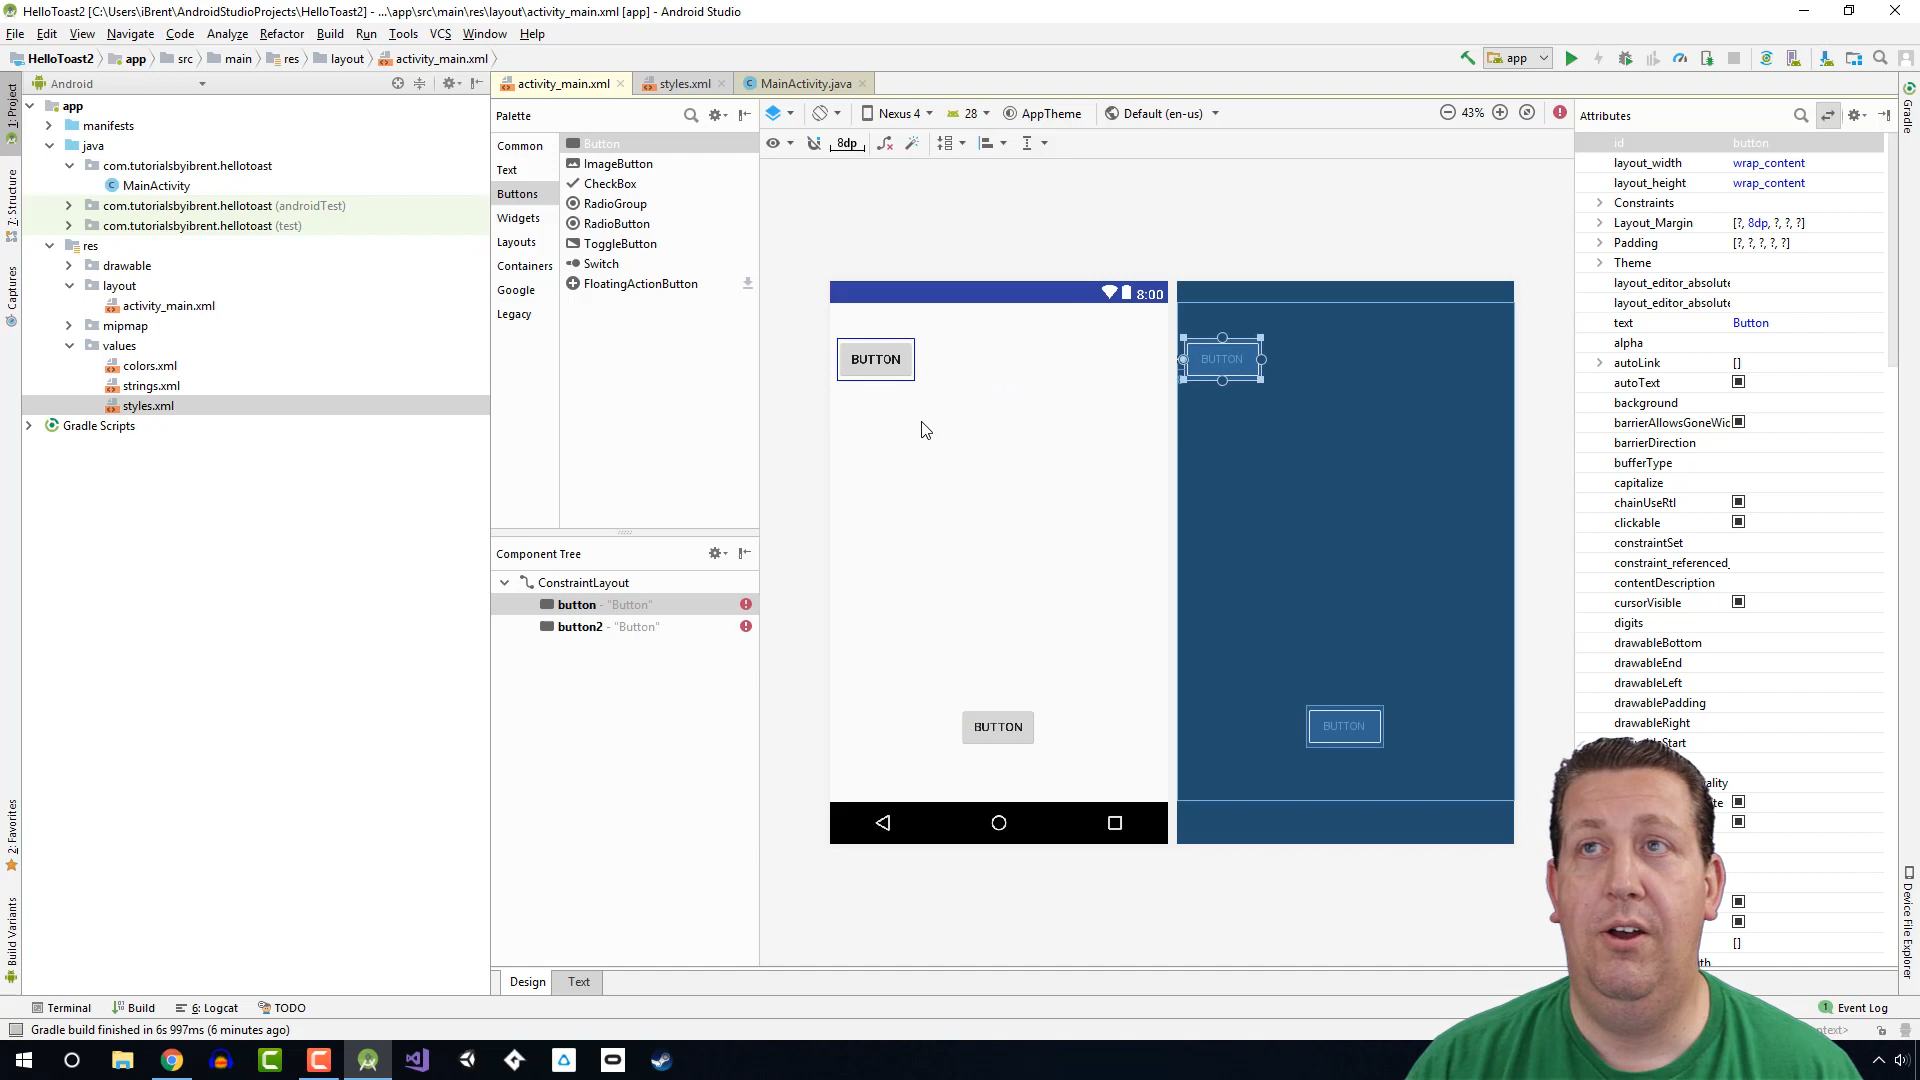 HelloToast2 [C:\Users\iBrent\AndroidStudioProjects\HelloToast2] - ...\app\src\main\res\layout\activity_main.xml [app] - Android Studio
File Edit View Navigate Code Analyze Refactor Build Run Tools VCS Window Help
HelloToast2 app src main res layout activity_main.xml
app
1: Project
7: Structure
Captures
2: Favorites
Build Variants
Android
app
manifests
java
com.tutorialsbyibrent.hellotoast
MainActivity
com.tutorialsbyibrent.hellotoast (androidTest)
com.tutorialsbyibrent.hellotoast (test)
res
drawable
layout
activity_main.xml
mipmap
values
colors.xml
strings.xml
styles.xml
Gradle Scripts
activity_main.xml styles.xml MainActivity.java
Palette
Common
Text
Buttons
Widgets
Layouts
Containers
Google
Legacy
Button
ImageButton
CheckBox
RadioGroup
RadioButton
ToggleButton
Switch
FloatingActionButton
Component Tree
ConstraintLayout
button - "Button"
button2 - "Button"
Nexus 4 28 AppTheme Default (en-us) 43%
8dp
8:00
BUTTON
BUTTON
BUTTON
BUTTON
Attributes
id button
layout_width wrap_content
layout_height wrap_content
Constraints
Layout_Margin [?, 8dp, ?, ?, ?]
Padding [?, ?, ?, ?, ?]
Theme
layout_editor_absolute
layout_editor_absolute
text Button
alpha
autoLink []
autoText
background
barrierAllowsGoneWid
barrierDirection
bufferType
capitalize
chainUseRtl
clickable
constraintSet
constraint_referenced_
contentDescription
cursorVisible
digits
drawableBottom
drawableEnd
drawableLeft
drawablePadding
drawableRight
[]
Gradle
Device File Explorer
Design Text
Terminal Build 6: Logcat TODO
Event Log
Gradle build finished in 6s 997ms (6 minutes ago)